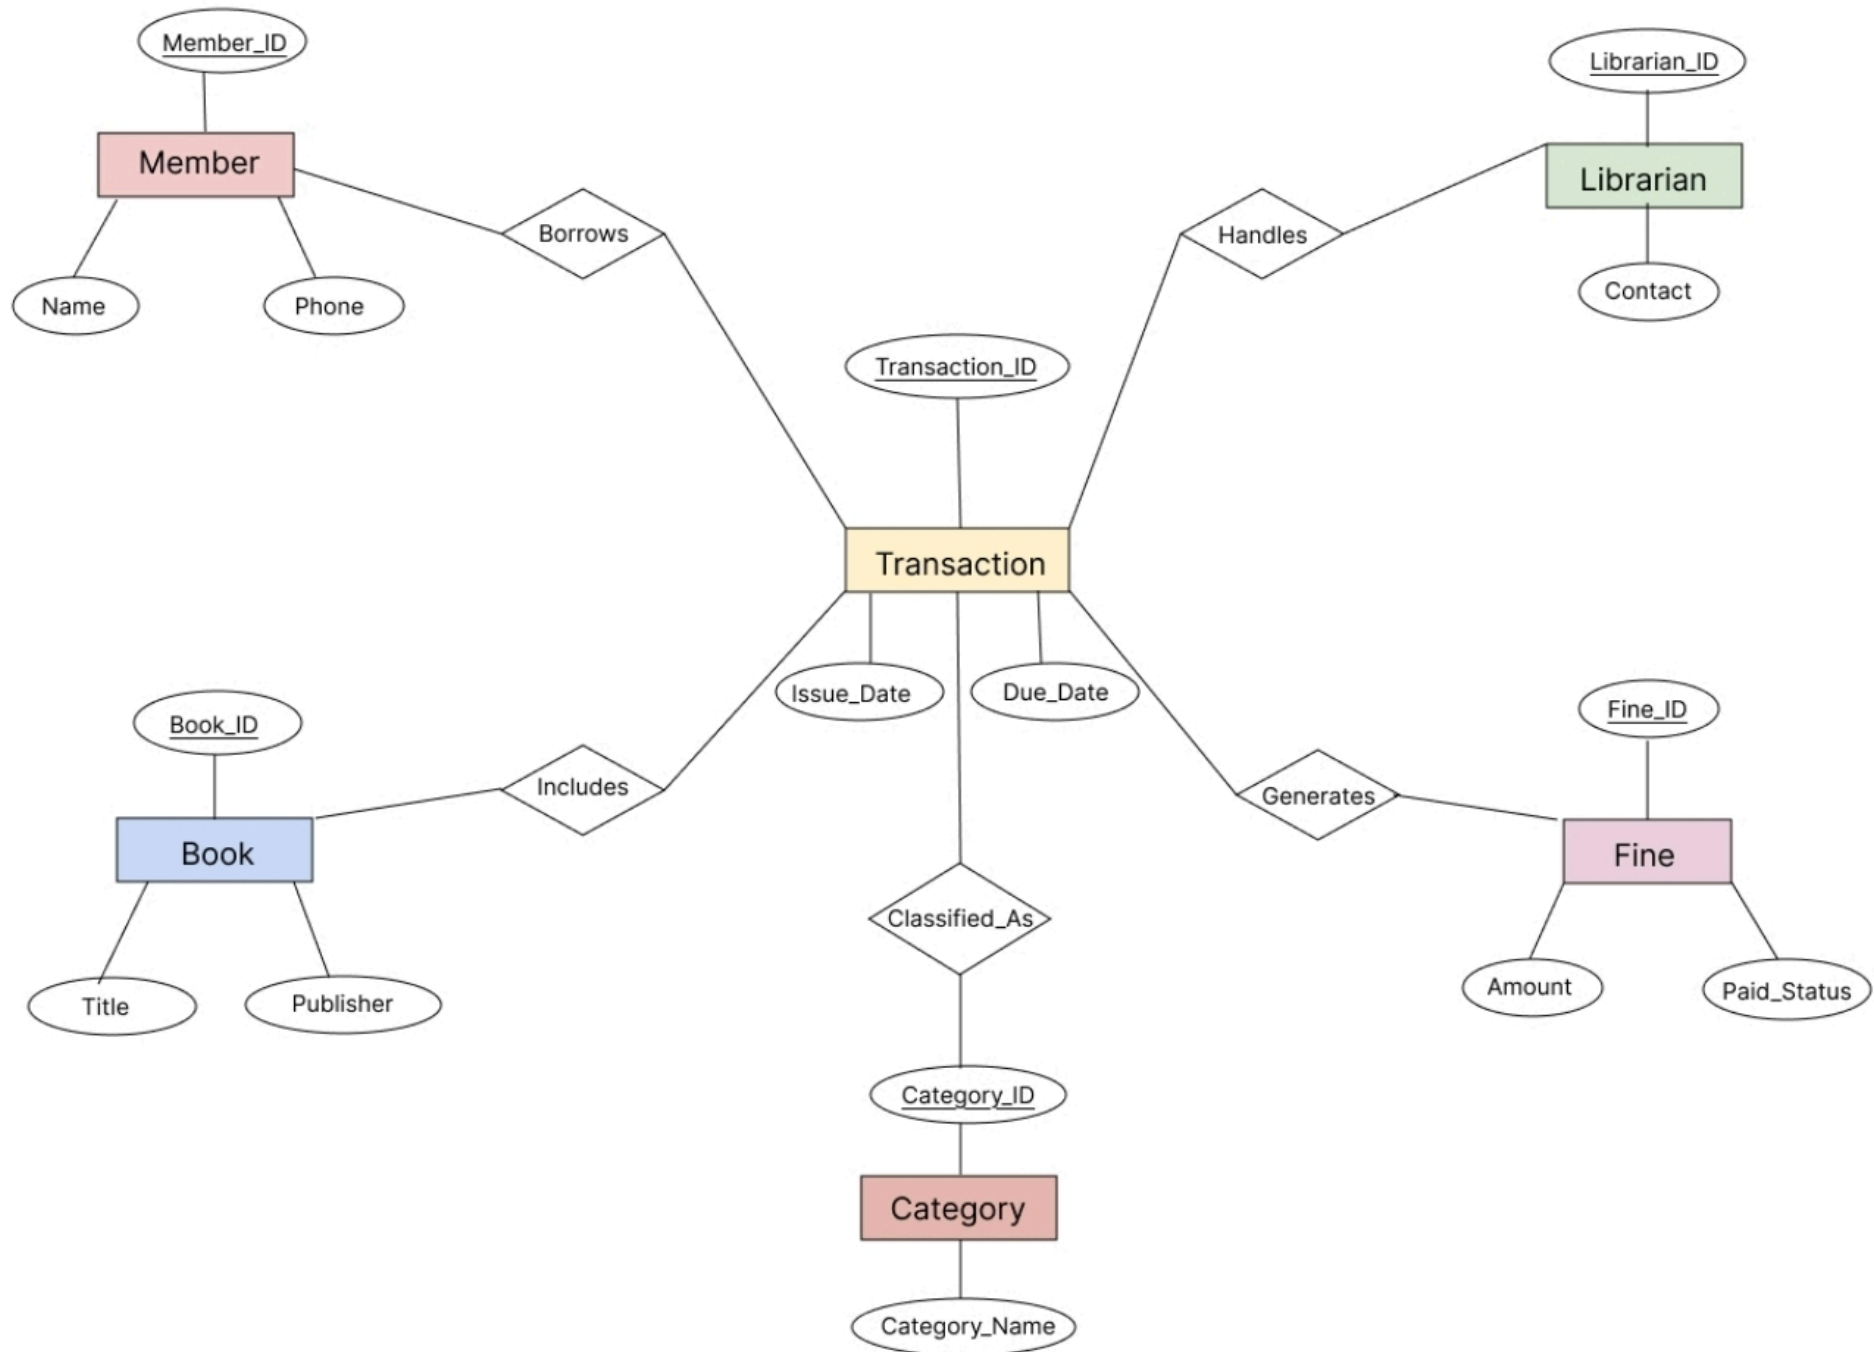 Member_ID
Librarian_ID
Member
Librarian
Borrows
Handles
Name
Phone
Contact
Transaction_ID
Transaction
Issue_Date
Due_Date
Book_ID
Fine_ID
Includes
Generates
Book
Fine
Classified_As
Title
Publisher
Amount
Paid_Status
Category_ID
Category
Category_Name